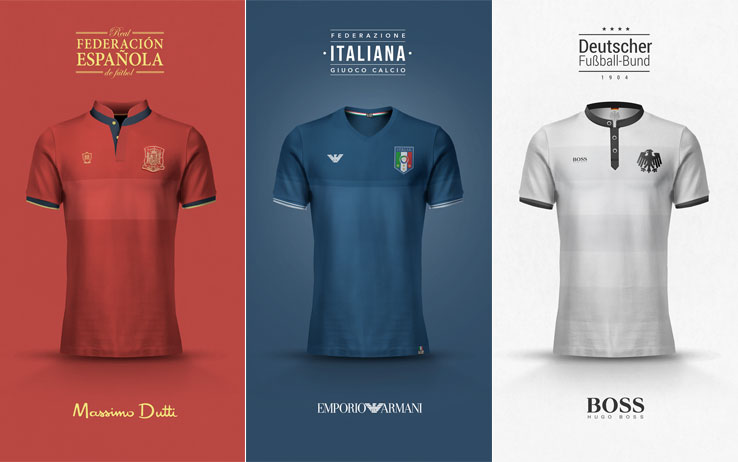 Real
FEDERACIÓN
ESPAÑOLA
de fútbol
Massimo Dutti
FEDERAZIONE
ITALIANA
GIUOCO CALCIO
EMPORIO ARMANI
Deutscher
Fußball-Bund
1904
BOSS
BOSS
HUGO BOSS